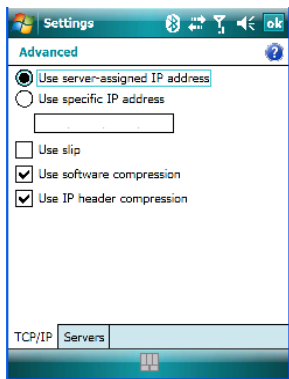 Settings
ok
Advanced
?
Use server-assigned IP address
Use specific IP address
. . .
Use slip
Use software compression
Use IP header compression
TCP/IP Servers